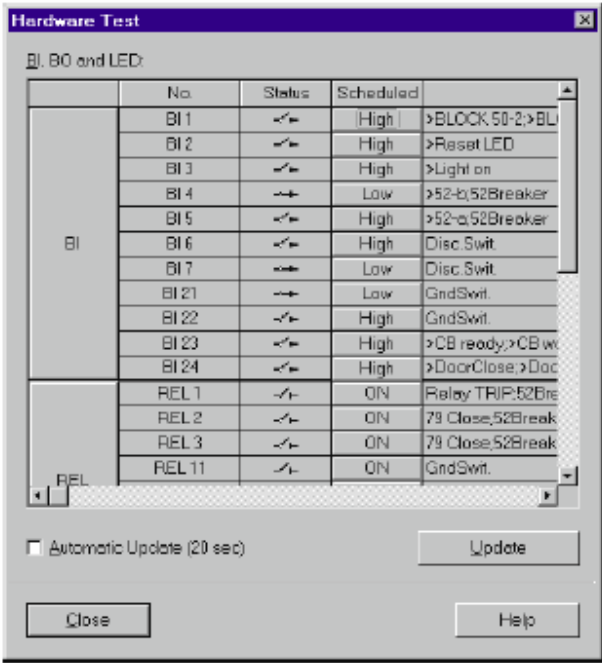 Hardware Test
BI, BO and LED:
No. Status Scheduled
BI 1 High >BLOCK 50-2;>BL
BI 2 High >Reset LED
BI 3 High >Light on
BI 4 Low >52-b;52Breaker
BI 5 High >52-a;52Breaker
BI BI 6 High Disc.Swit.
BI 7 Low Disc.Swit.
BI 21 Low GndSwit.
BI 22 High GndSwit.
BI 23 High >CB ready;>CB w
BI 24 High >DoorClose;>Doc
REL 1 ON Relay TRIP;52Bre
REL 2 ON 79 Close;52Break
REL 3 ON 79 Close;52Break
REL REL 11 ON GndSwit.
Automatic Update (20 sec) Update
Close Help